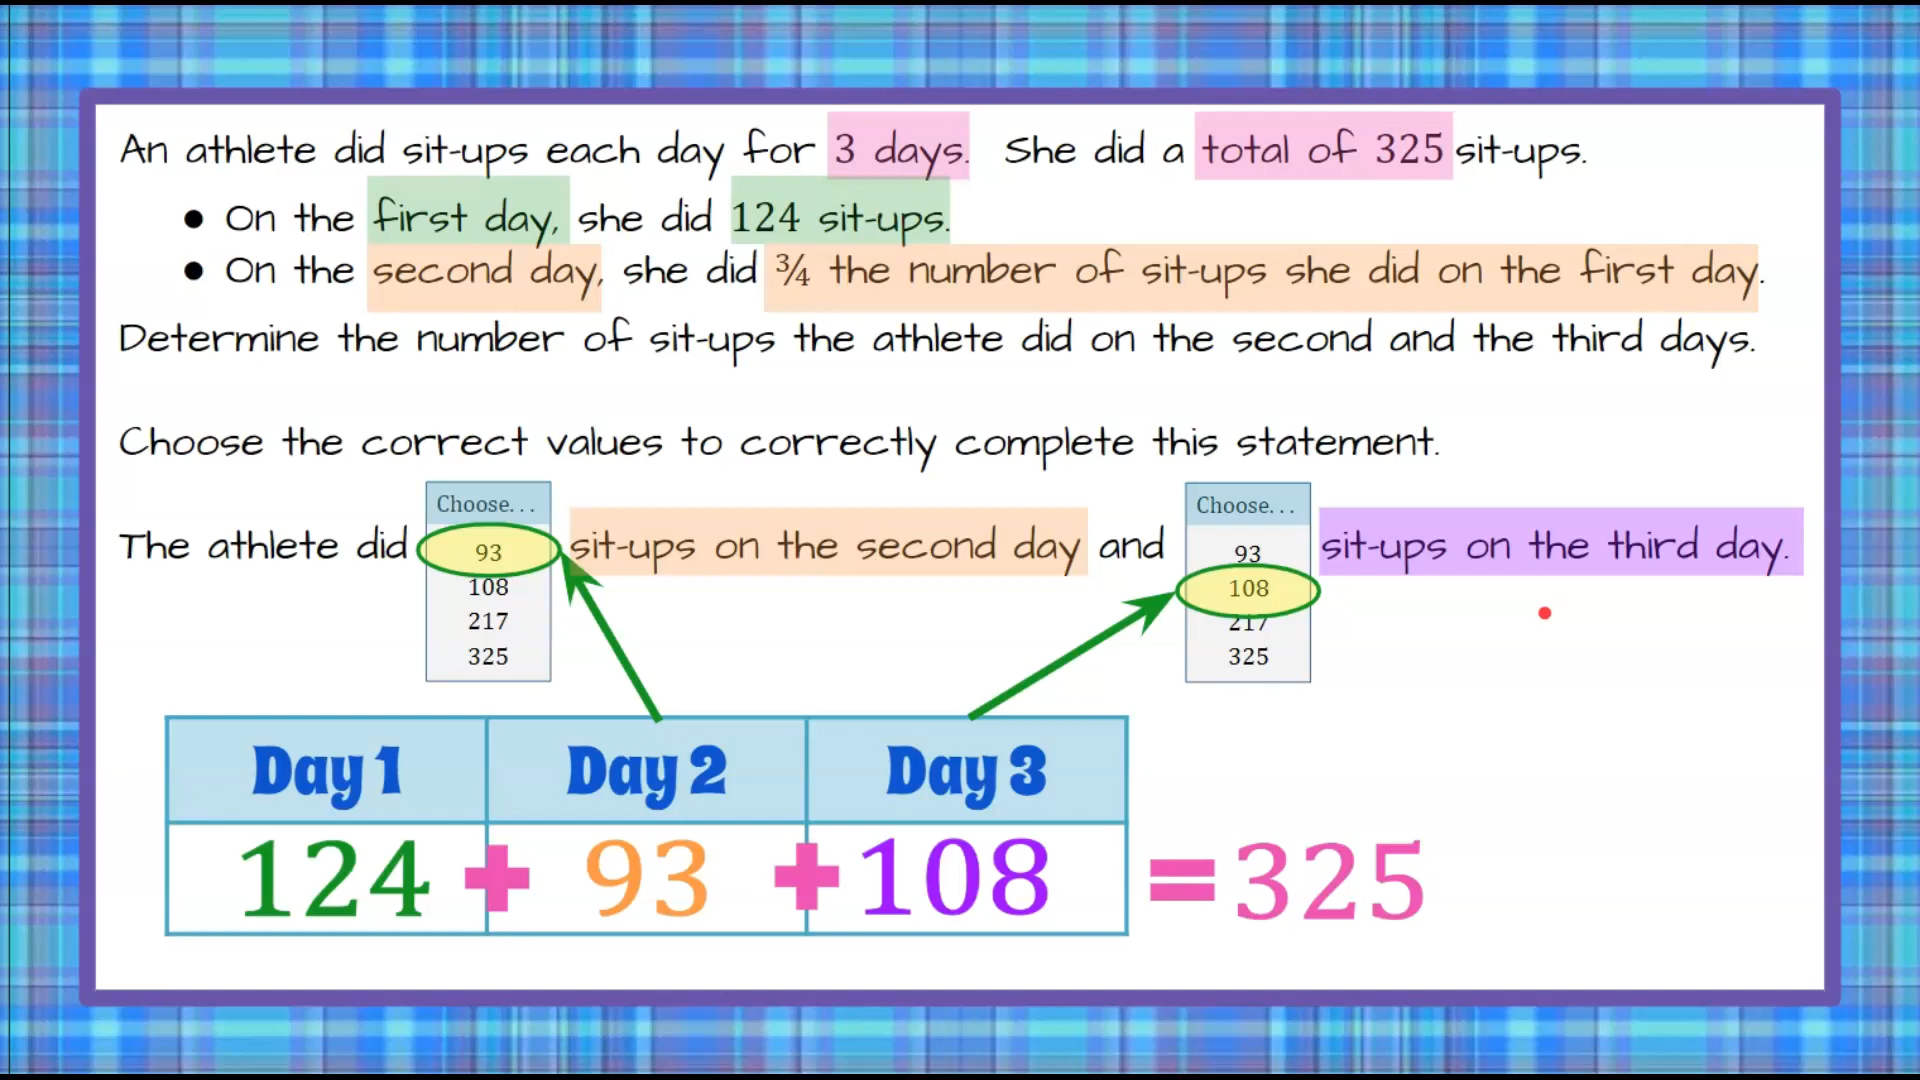 An athlete did sit-ups each day for 3 days. She did a total of 325 sit-ups.
● On the first day, she did 124 sit-ups.
● On the second day, she did ¾ the number of sit-ups she did on the first day.
Determine the number of sit-ups the athlete did on the second and the third days.
Choose the correct values to correctly complete this statement.
Choose...
Choose...
The athlete did 93 sit-ups on the second day and 93 sit-ups on the third day.
108 108
217 217
325 325
Day 1 Day 2 Day 3
124 + 93 + 108 = 325